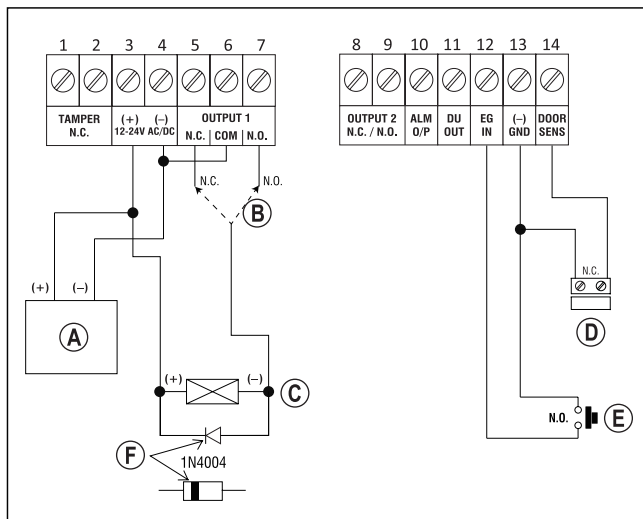 1 2 3 4 5 6 7
TAMPER N.C.
(+) (–)
12-24V AC/DC
OUTPUT 1
N.C. | COM | N.O.
8 9 10 11 12 13 14
OUTPUT 2 N.C. / N.O.
ALM O/P
DU OUT
EG IN
(–) GND
DOOR SENS
N.C. N.O.
B
(+) (–)
A
(+) (–)
C
F
1N4004
N.C.
D
N.O.
E